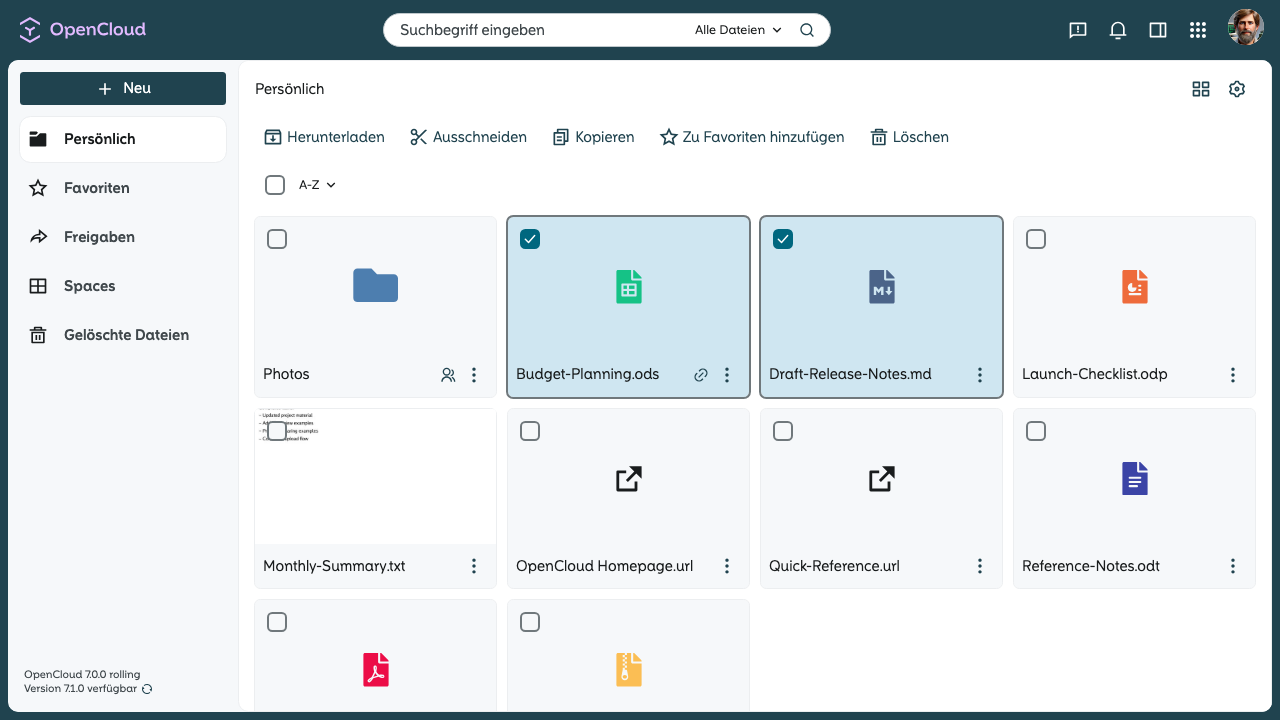 OpenCloud
Suchbegriff eingeben
Alle Dateien
Neu
Persönlich
Favoriten
Freigaben
Spaces
Gelöschte Dateien
OpenCloud 7.0.0 rolling
Version 7.1.0 verfügbar
Persönlich
Herunterladen
Ausschneiden
Kopieren
Zu Favoriten hinzufügen
Löschen
A-Z
Photos
Budget-Planning.ods
M
Draft-Release-Notes.md
Launch-Checklist.odp
- Updated project material
Monthly-Summary.txt
OpenCloud Homepage.url
Quick-Reference.url
Reference-Notes.odt